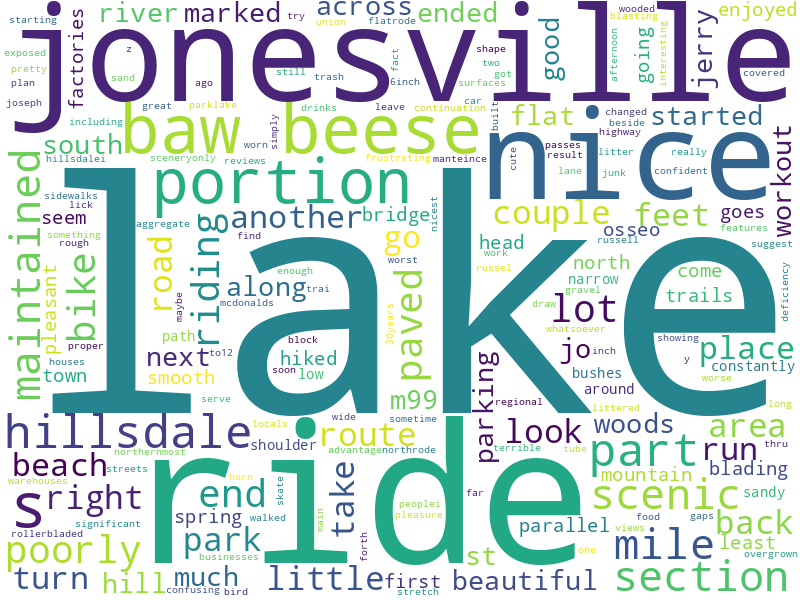 jonesville
lake
ride
nice
baw beese
portion
river
marked
across
ended
enjoyed
factories
south
flat
started
good
going
jerry
workout
maintained
bike
riding
road
another
bridge
couple
feet
goes
along
go
head
osseo
north
narrow
come
trails
paved
lot
place
constantly
next
smooth
path
hiked
low
m99
jo
bushes
around
town
seem
pleasant
hillsdale
shoulder
route
parking
look
woods
area
beach
part
run
blading
mountain
sandy
s
right
end
take
scenic
back
least
spring
park
parallel
st
mile
poorly
turn
hill
much
little
first
beautiful
section
try
union
flatrode
starting
exposed
pretty
plan
joseph
z
fact
6inch
shape
two
got
wooded
blasting
interesting
afternoon
covered
sand
ago
still
trash
surfaces
car
great
parklake
leave
continuation
including
drinks
worn
simply
built
changed
beside
highway
hillsdalei
sceneryonly
reviews
frustrating
manteince
cute
passes
result
litter
junk
really
confident
lane
sidewalks
lick
something
rough
aggregate
find
nicest
worst
work
russell
features
suggest
deficiency
enough
trai
mcdonalds
maybe
30years
russel
gravel
draw
whatsoever
showing
y
proper
houses
to12
block
soon
serve
inch
regional
littered
worse
long
locals
wide
sometime
advantage
northrode
terrible
tube
thru
northernmost
streets
warehouses
significant
rollerbladed
confusing
bird
born
businesses
walked
skate
main
forth
peoplei
pleasure
stretch
far
food
views
gaps
one
overgrown